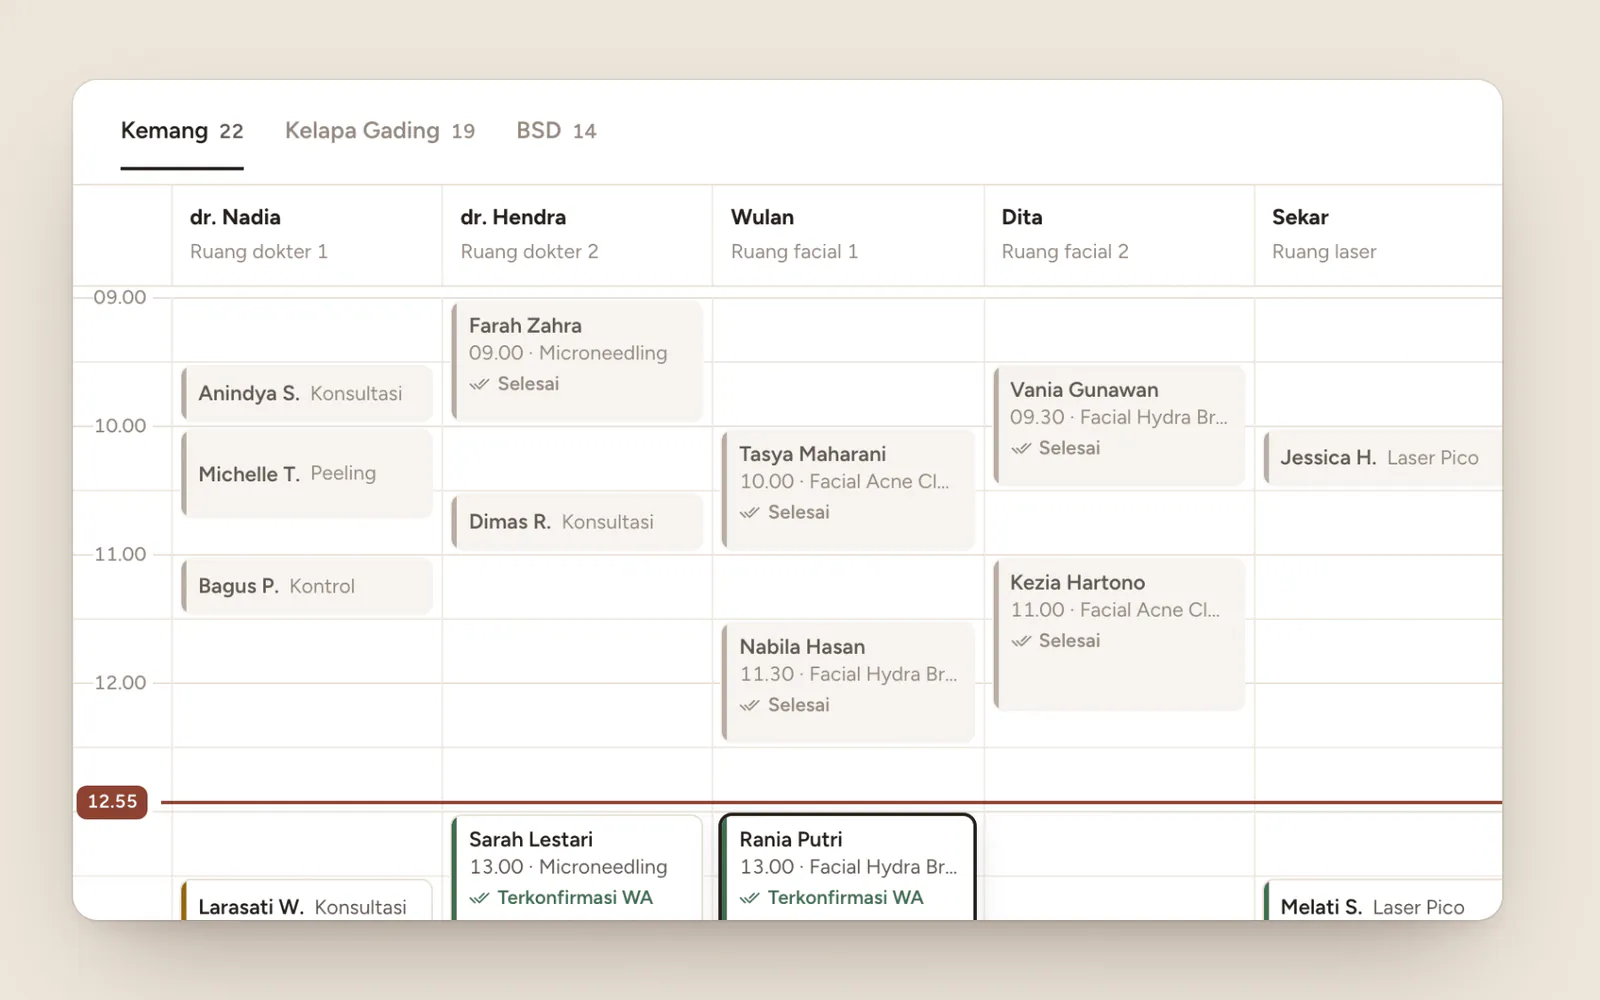 Kemang 22 Kelapa Gading 19 BSD 14
dr. Nadia
Ruang dokter 1
dr. Hendra
Ruang dokter 2
Wulan
Ruang facial 1
Dita
Ruang facial 2
Sekar
Ruang laser
09.00
10.00
11.00
12.00
12.55
Anindya S. Konsultasi
Michelle T. Peeling
Bagus P. Kontrol
Larasati W. Konsultasi
Farah Zahra
09.00 · Microneedling
Selesai
Dimas R. Konsultasi
Sarah Lestari
13.00 · Microneedling
Terkonfirmasi WA
Tasya Maharani
10.00 · Facial Acne Cl...
Selesai
Nabila Hasan
11.30 · Facial Hydra Br...
Selesai
Rania Putri
13.00 · Facial Hydra Br...
Terkonfirmasi WA
Vania Gunawan
09.30 · Facial Hydra Br...
Selesai
Kezia Hartono
11.00 · Facial Acne Cl...
Selesai
Jessica H. Laser Pico
Melati S. Laser Pico